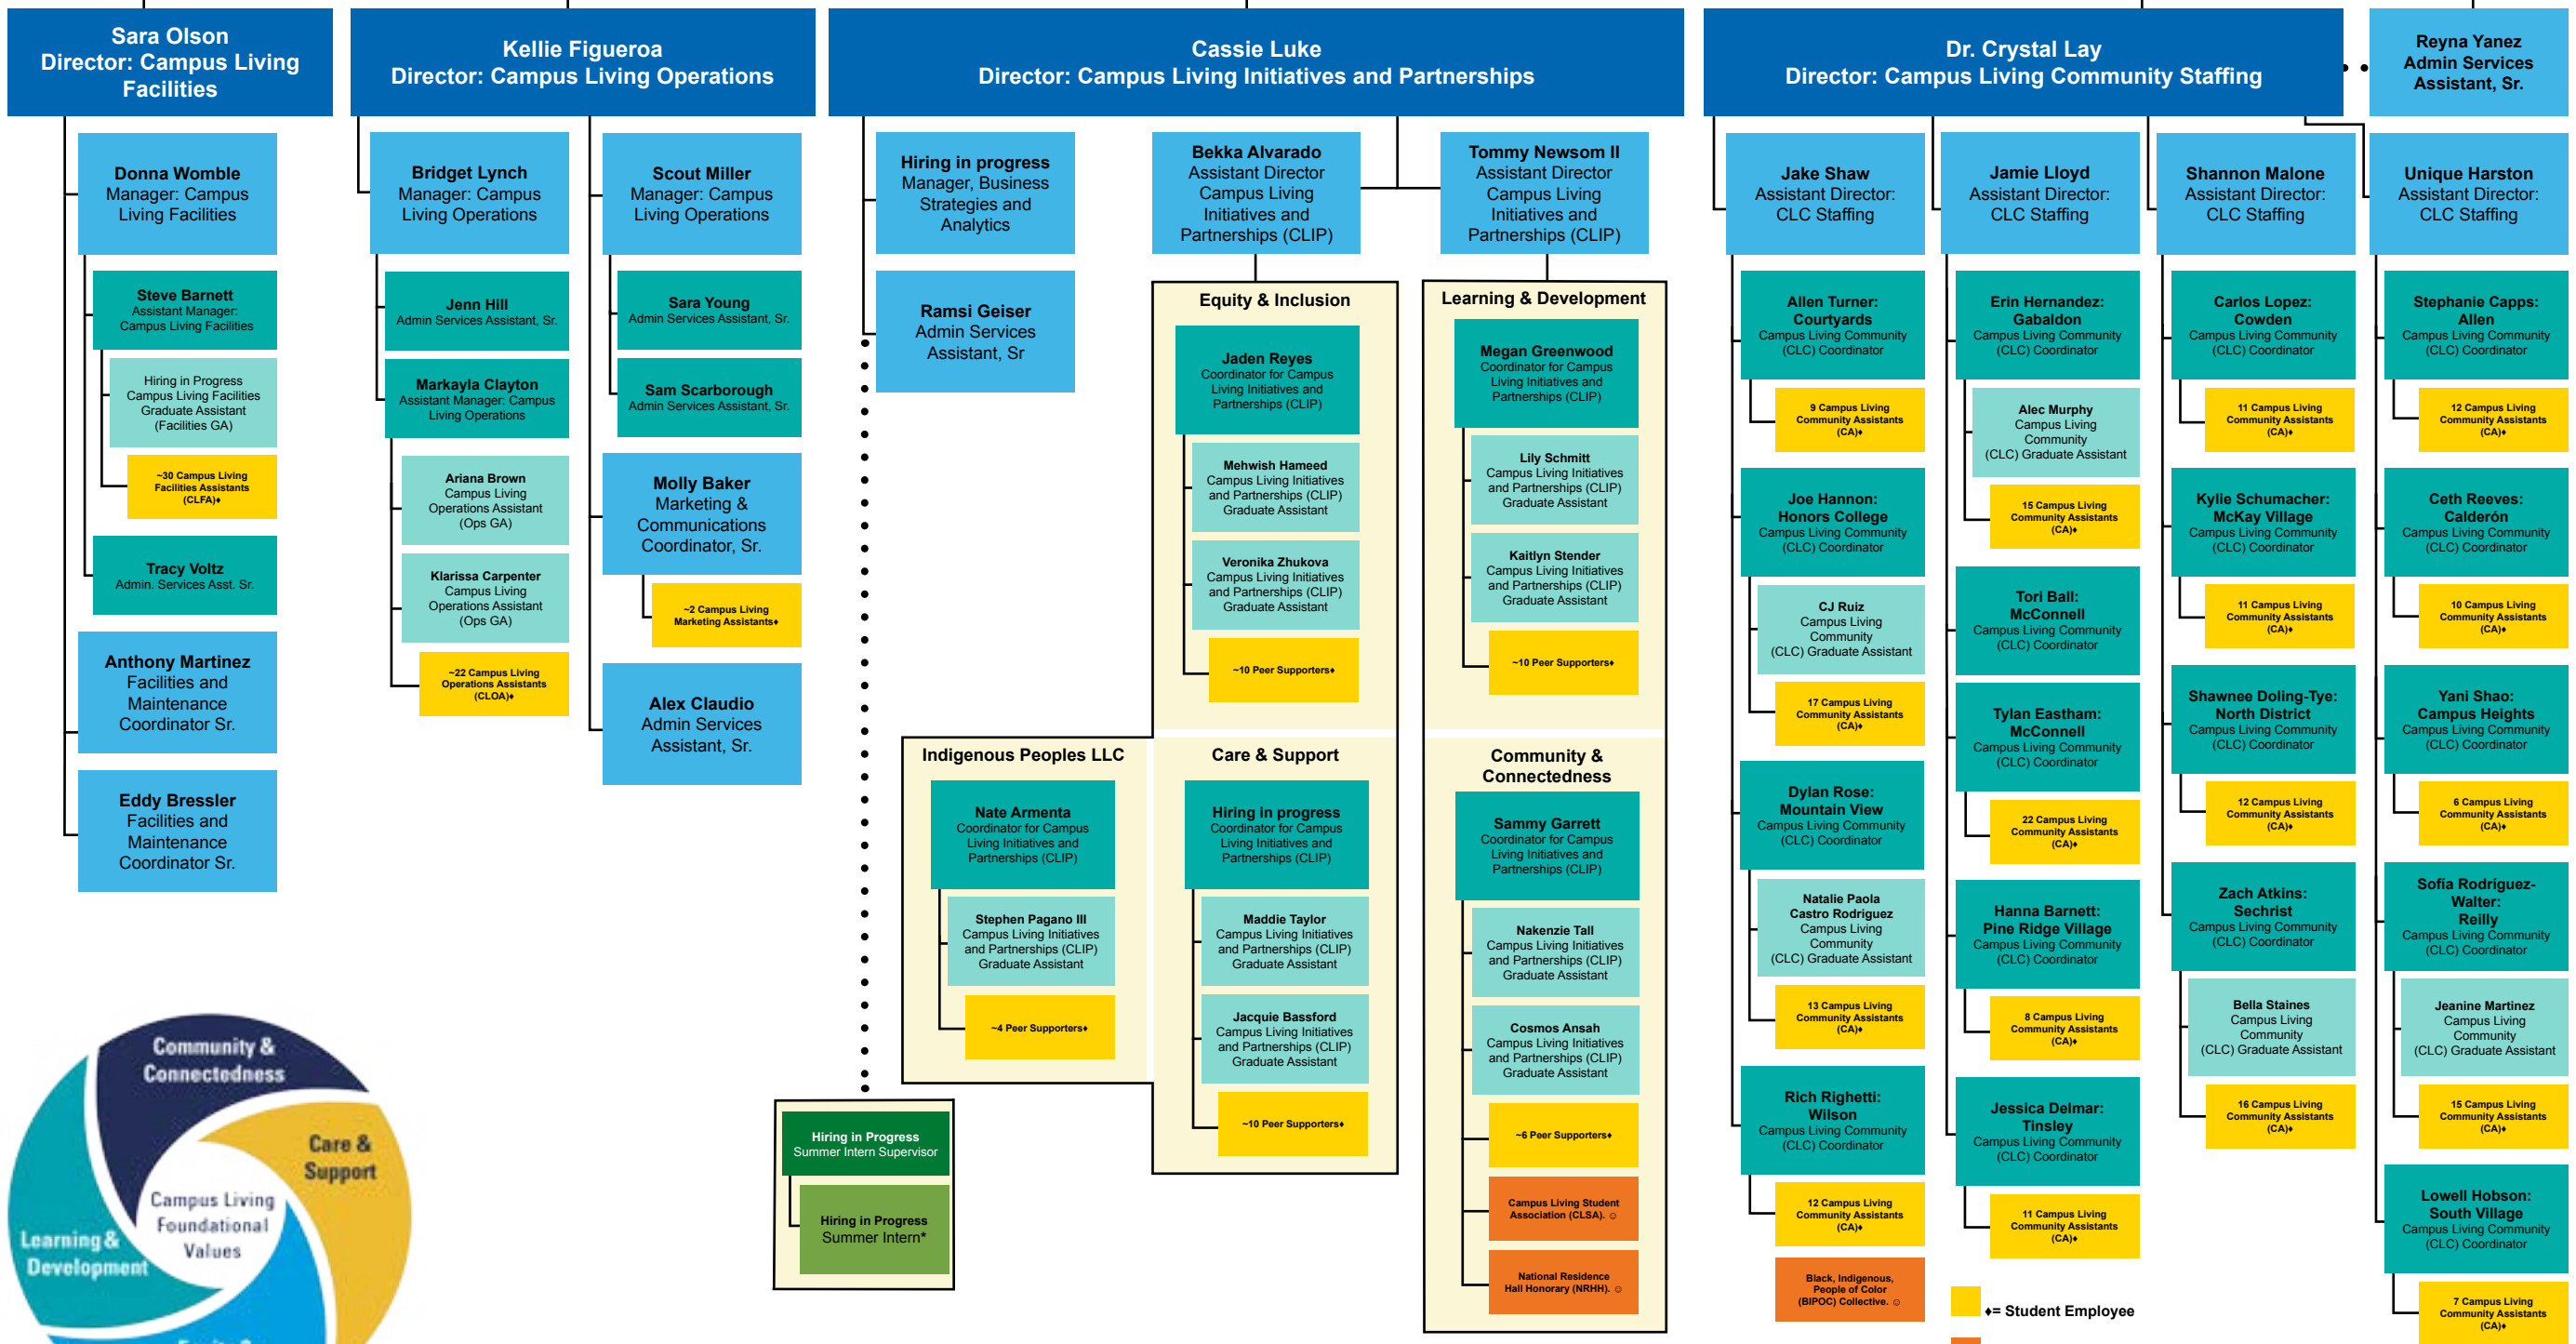 Sara Olson
Director: Campus Living
Facilities
Kellie Figueroa
Director: Campus Living Operations
Cassie Luke
Director: Campus Living Initiatives and Partnerships
Dr. Crystal Lay
Director: Campus Living Community Staffing
Reyna Yanez
Admin Services
Assistant, Sr.
Donna Womble
Manager: Campus
Living Facilities
Steve Barnett
Assistant Manager:
Campus Living Facilities
Hiring in Progress
Campus Living Facilities
Graduate Assistant
(Facilities GA)
~30 Campus Living
Facilities Assistants
(CLFA)♦
Tracy Voltz
Admin. Services Asst. Sr.
Anthony Martinez
Facilities and
Maintenance
Coordinator Sr.
Eddy Bressler
Facilities and
Maintenance
Coordinator Sr.
Bridget Lynch
Manager: Campus
Living Operations
Jenn Hill
Admin Services Assistant, Sr.
Markayla Clayton
Assistant Manager: Campus
Living Operations
Ariana Brown
Campus Living
Operations Assistant
(Ops GA)
Klarissa Carpenter
Campus Living
Operations Assistant
(Ops GA)
~22 Campus Living
Operations Assistants
(CLOA)♦
Scout Miller
Manager: Campus
Living Operations
Sara Young
Admin Services Assistant, Sr.
Sam Scarborough
Admin Services Assistant, Sr.
Molly Baker
Marketing &
Communications
Coordinator, Sr.
~2 Campus Living
Marketing Assistants♦
Alex Claudio
Admin Services
Assistant, Sr.
Hiring in progress
Manager, Business
Strategies and
Analytics
Ramsi Geiser
Admin Services
Assistant, Sr
Bekka Alvarado
Assistant Director
Campus Living
Initiatives and
Partnerships (CLIP)
Tommy Newsom II
Assistant Director
Campus Living
Initiatives and
Partnerships (CLIP)
Equity & Inclusion
Jaden Reyes
Coordinator for Campus
Living Initiatives and
Partnerships (CLIP)
Mehwish Hameed
Campus Living Initiatives
and Partnerships (CLIP)
Graduate Assistant
Veronika Zhukova
Campus Living Initiatives
and Partnerships (CLIP)
Graduate Assistant
~10 Peer Supporters♦
Learning & Development
Megan Greenwood
Coordinator for Campus
Living Initiatives and
Partnerships (CLIP)
Lily Schmitt
Campus Living Initiatives
and Partnerships (CLIP)
Graduate Assistant
Kaitlyn Stender
Campus Living Initiatives
and Partnerships (CLIP)
Graduate Assistant
~10 Peer Supporters♦
Indigenous Peoples LLC
Nate Armenta
Coordinator for Campus
Living Initiatives and
Partnerships (CLIP)
Stephen Pagano III
Campus Living Initiatives
and Partnerships (CLIP)
Graduate Assistant
~4 Peer Supporters♦
Care & Support
Hiring in progress
Coordinator for Campus
Living Initiatives and
Partnerships (CLIP)
Maddie Taylor
Campus Living Initiatives
and Partnerships (CLIP)
Graduate Assistant
Jacquie Bassford
Campus Living Initiatives
and Partnerships (CLIP)
Graduate Assistant
~10 Peer Supporters♦
Community &
Connectedness
Sammy Garrett
Coordinator for Campus
Living Initiatives and
Partnerships (CLIP)
Nakenzie Tall
Campus Living Initiatives
and Partnerships (CLIP)
Graduate Assistant
Cosmos Ansah
Campus Living Initiatives
and Partnerships (CLIP)
Graduate Assistant
~6 Peer Supporters♦
Campus Living Student
Association (CLSA). ☺
National Residence
Hall Honorary (NRHH). ☺
Hiring in Progress
Summer Intern Supervisor
Hiring in Progress
Summer Intern*
Jake Shaw
Assistant Director:
CLC Staffing
Allen Turner:
Courtyards
Campus Living Community
(CLC) Coordinator
9 Campus Living
Community Assistants
(CA)♦
Joe Hannon:
Honors College
Campus Living Community
(CLC) Coordinator
CJ Ruiz
Campus Living
Community
(CLC) Graduate Assistant
17 Campus Living
Community Assistants
(CA)♦
Dylan Rose:
Mountain View
Campus Living Community
(CLC) Coordinator
Natalie Paola
Castro Rodriguez
Campus Living
Community
(CLC) Graduate Assistant
13 Campus Living
Community Assistants
(CA)♦
Rich Righetti:
Wilson
Campus Living Community
(CLC) Coordinator
12 Campus Living
Community Assistants
(CA)♦
Black, Indigenous,
People of Color
(BIPOC) Collective. ☺
Jamie Lloyd
Assistant Director:
CLC Staffing
Erin Hernandez:
Gabaldon
Campus Living Community
(CLC) Coordinator
Alec Murphy
Campus Living
Community
(CLC) Graduate Assistant
15 Campus Living
Community Assistants
(CA)♦
Tori Ball:
McConnell
Campus Living Community
(CLC) Coordinator
Tylan Eastham:
McConnell
Campus Living Community
(CLC) Coordinator
22 Campus Living
Community Assistants
(CA)♦
Hanna Barnett:
Pine Ridge Village
Campus Living Community
(CLC) Coordinator
8 Campus Living
Community Assistants
(CA)♦
Jessica Delmar:
Tinsley
Campus Living Community
(CLC) Coordinator
11 Campus Living
Community Assistants
(CA)♦
♦= Student Employee
Shannon Malone
Assistant Director:
CLC Staffing
Carlos Lopez:
Cowden
Campus Living Community
(CLC) Coordinator
11 Campus Living
Community Assistants
(CA)♦
Kylie Schumacher:
McKay Village
Campus Living Community
(CLC) Coordinator
11 Campus Living
Community Assistants
(CA)♦
Shawnee Doling-Tye:
North District
Campus Living Community
(CLC) Coordinator
12 Campus Living
Community Assistants
(CA)♦
Zach Atkins:
Sechrist
Campus Living Community
(CLC) Coordinator
Bella Staines
Campus Living
Community
(CLC) Graduate Assistant
16 Campus Living
Community Assistants
(CA)♦
Unique Harston
Assistant Director:
CLC Staffing
Stephanie Capps:
Allen
Campus Living Community
(CLC) Coordinator
12 Campus Living
Community Assistants
(CA)♦
Ceth Reeves:
Calderón
Campus Living Community
(CLC) Coordinator
10 Campus Living
Community Assistants
(CA)♦
Yani Shao:
Campus Heights
Campus Living Community
(CLC) Coordinator
6 Campus Living
Community Assistants
(CA)♦
Sofía Rodríguez-
Walter:
Reilly
Campus Living Community
(CLC) Coordinator
Jeanine Martinez
Campus Living
Community
(CLC) Graduate Assistant
15 Campus Living
Community Assistants
(CA)♦
Lowell Hobson:
South Village
Campus Living Community
(CLC) Coordinator
7 Campus Living
Community Assistants
(CA)♦
Community &
Connectedness
Care &
Support
Campus Living
Foundational
Values
Learning &
Development